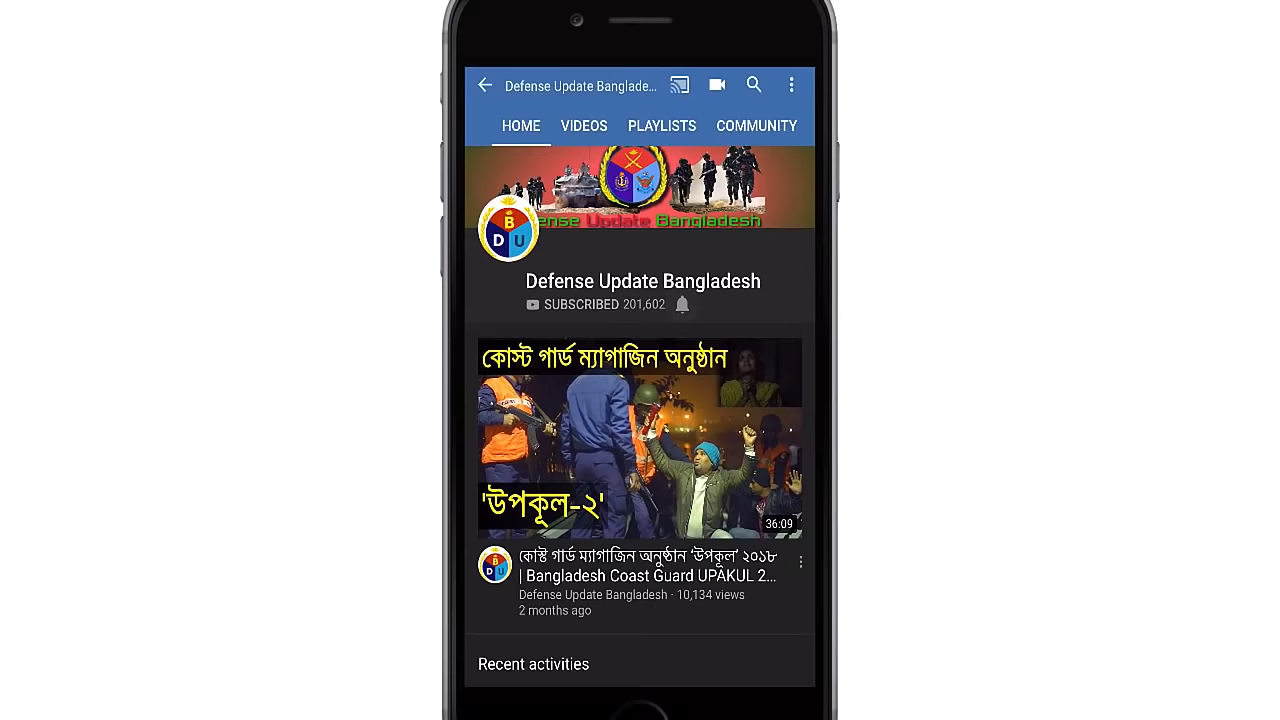 Defense Update Banglade...
HOME VIDEOS PLAYLISTS COMMUNITY
ense Update Bangladesh
B
D U
Defense Update Bangladesh
SUBSCRIBED 201,602
কোস্ট গার্ড ম্যাগাজিন অনুষ্ঠান
'উপকূল-২'
36:09
B
D U
কোস্ট গার্ড ম্যাগাজিন অনুষ্ঠান ‘উপকূল’ ২০১৮
| Bangladesh Coast Guard UPAKUL 2...
Defense Update Bangladesh · 10,134 views
2 months ago
Recent activities